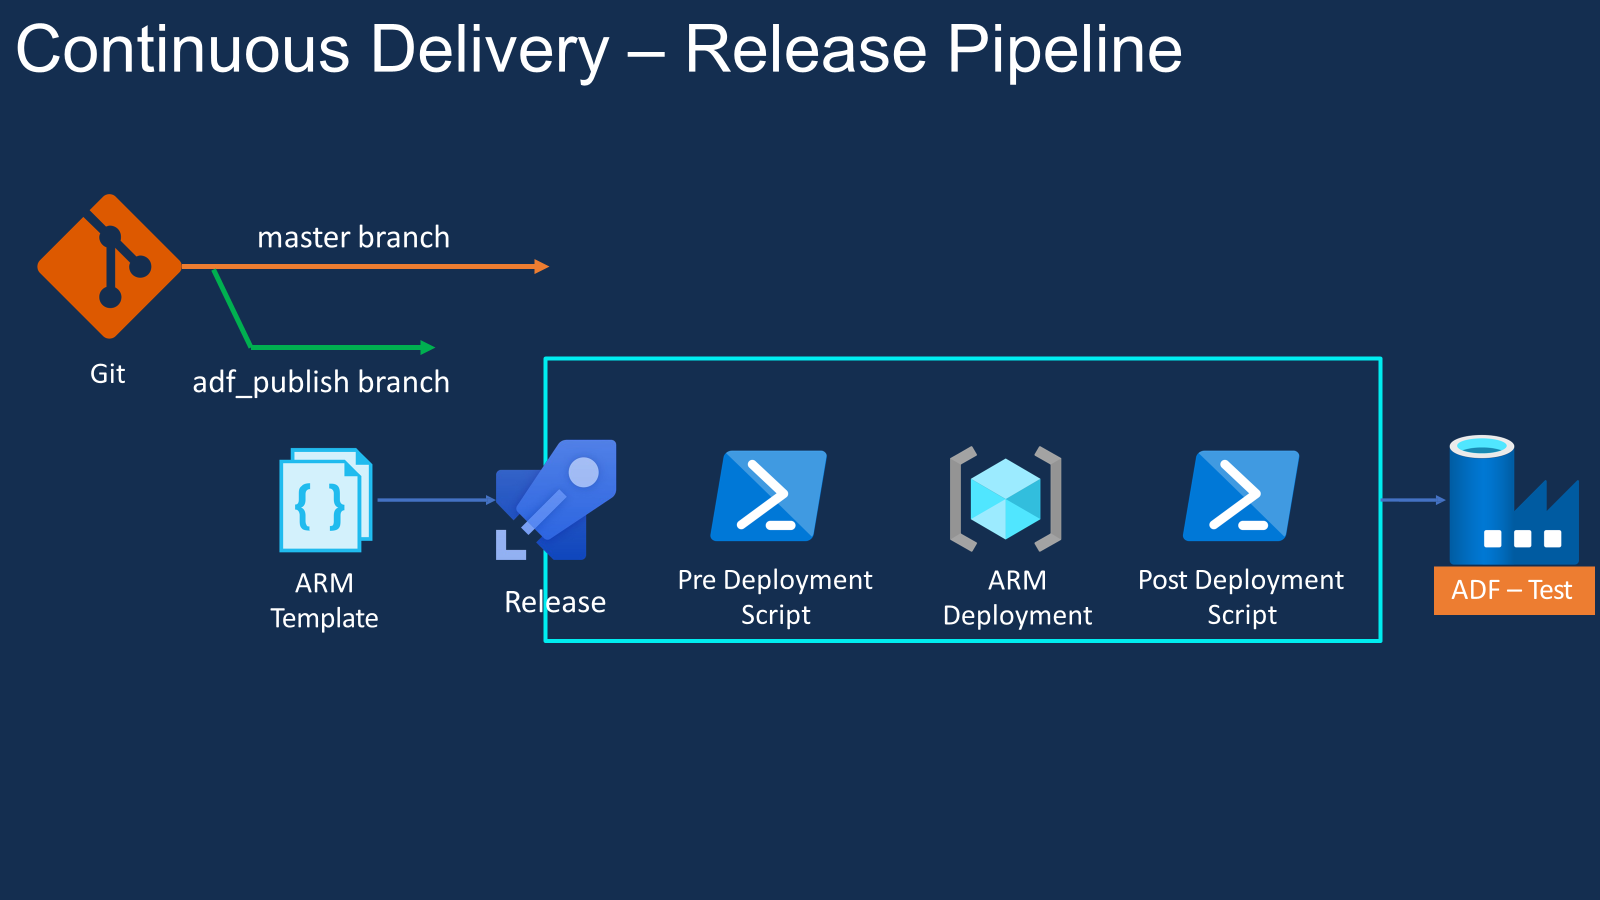 Continuous Delivery – Release Pipeline
master branch
Git
adf_publish branch
{ }
ARM
Template
Release
Pre Deployment
Script
ARM
Deployment
Post Deployment
Script
ADF – Test